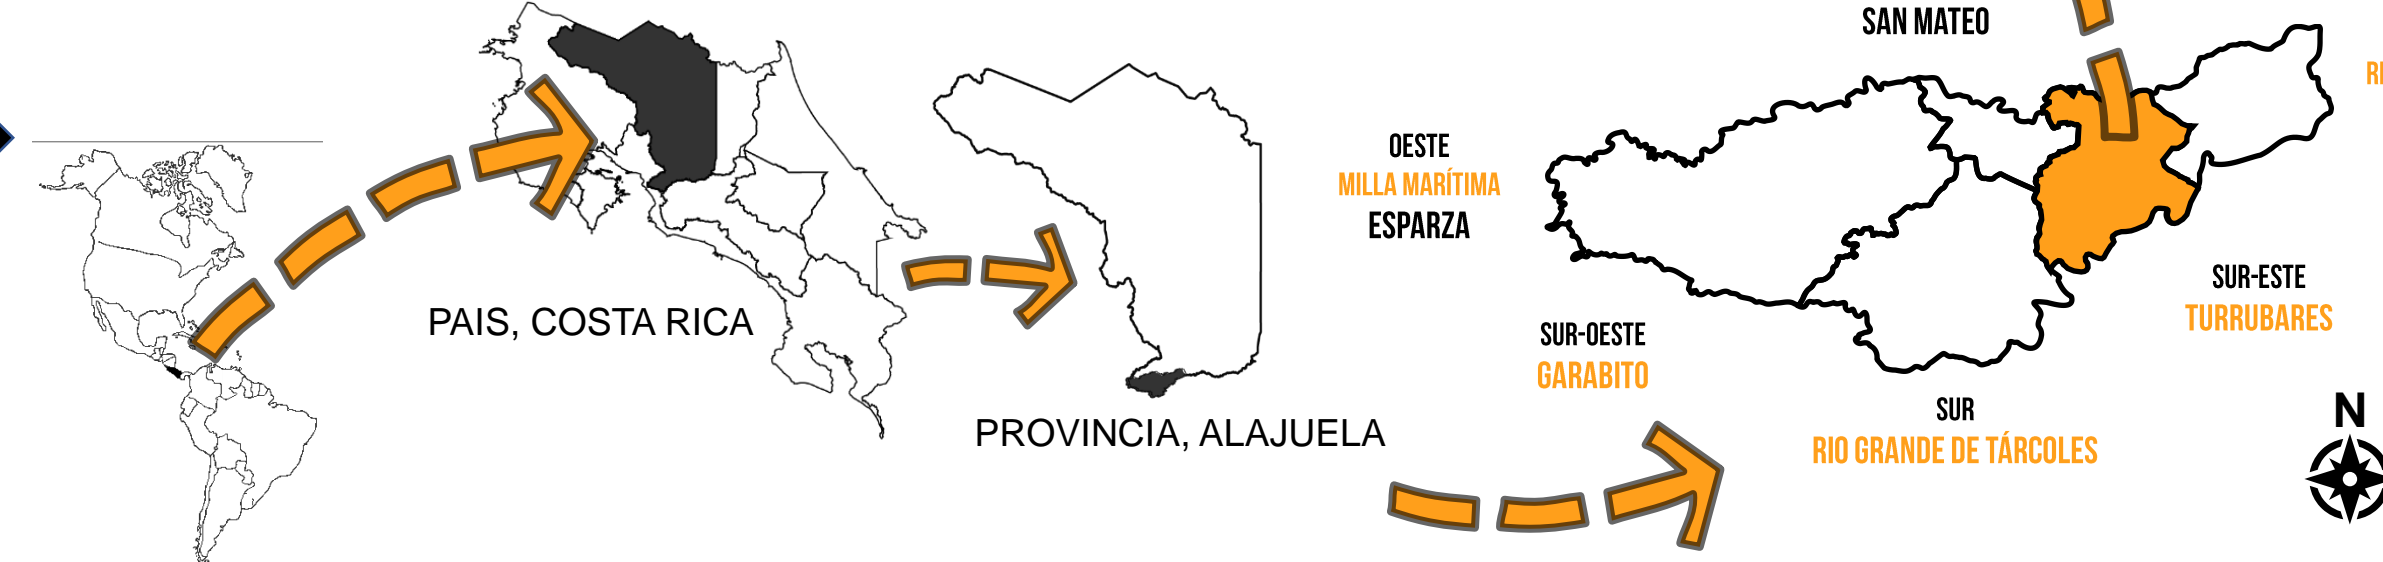 SAN MATEO
OESTE
MILLA MARÍTIMA
ESPARZA
PAIS, COSTA RICA
PROVINCIA, ALAJUELA
SUR-OESTE
GARABITO
SUR-ESTE
TURRUBARES
SUR
RIO GRANDE DE TÁRCOLES
N